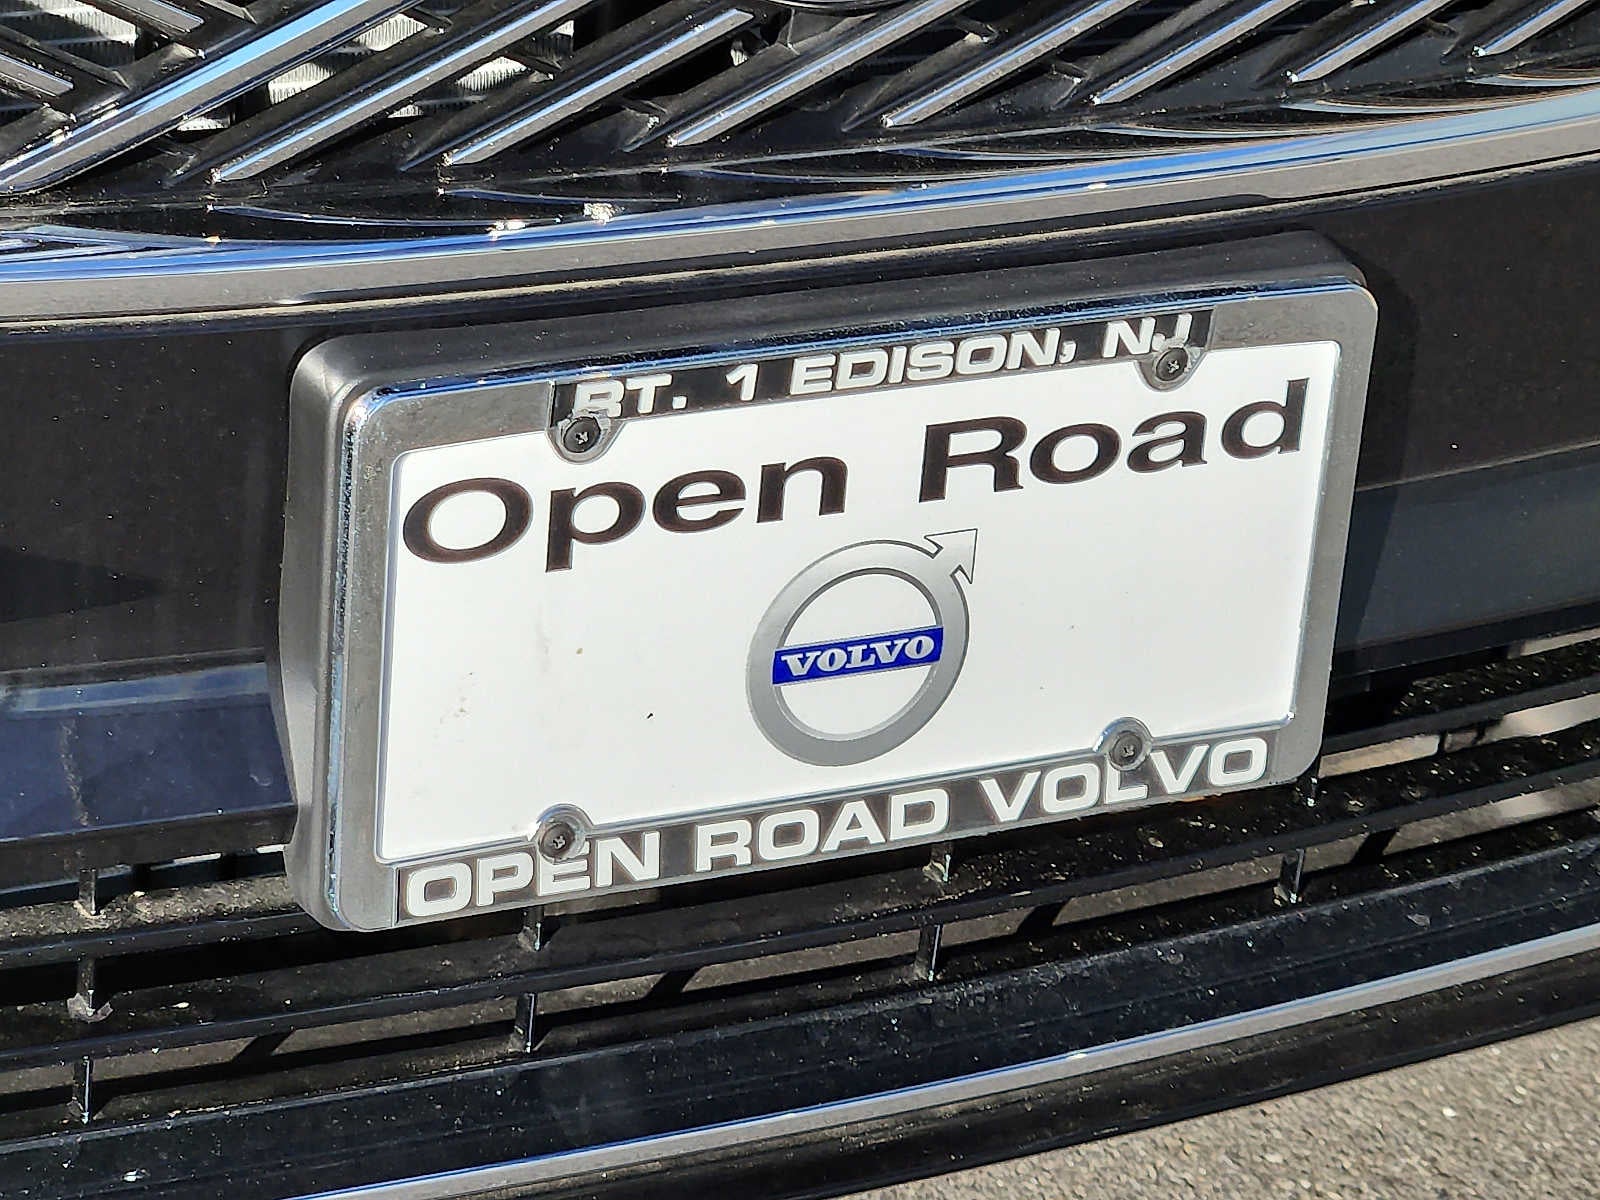 RT. 1 EDISON, NJ
Open Road
VOLVO
OPEN ROAD VOLVO